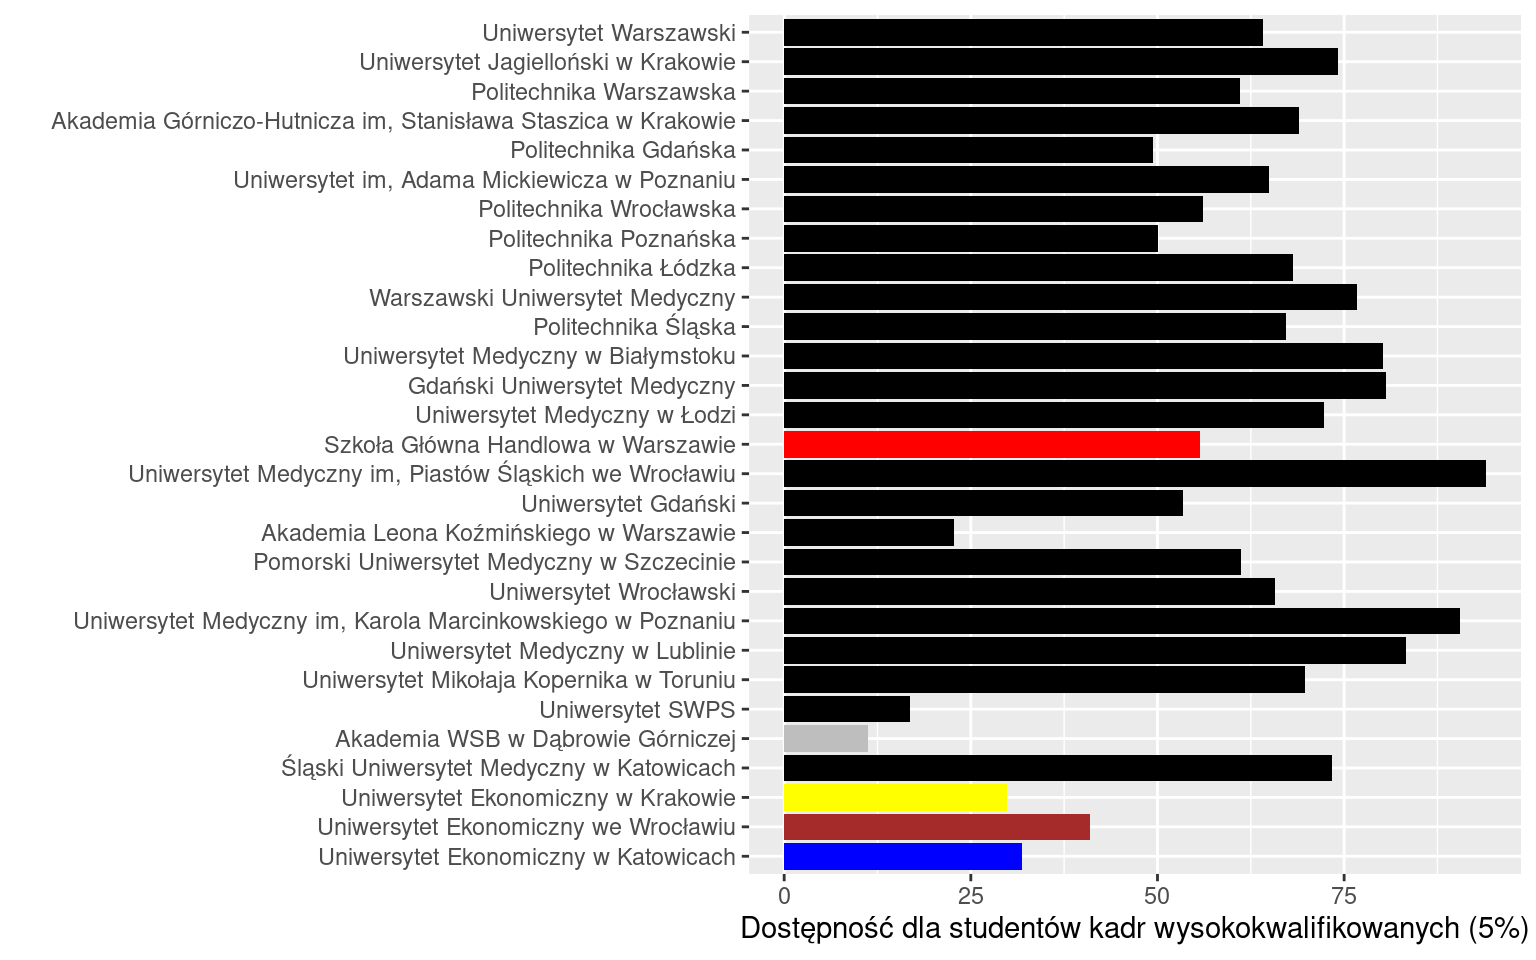 Uniwersytet Warszawski
Uniwersytet Jagielloński w Krakowie
Politechnika Warszawska
Akademia Górniczo-Hutnicza im, Stanisława Staszica w Krakowie
Politechnika Gdańska
Uniwersytet im, Adama Mickiewicza w Poznaniu
Politechnika Wrocławska
Politechnika Poznańska
Politechnika Łódzka
Warszawski Uniwersytet Medyczny
Politechnika Śląska
Uniwersytet Medyczny w Białymstoku
Gdański Uniwersytet Medyczny
Uniwersytet Medyczny w Łodzi
Szkoła Główna Handlowa w Warszawie
Uniwersytet Medyczny im, Piastów Śląskich we Wrocławiu
Uniwersytet Gdański
Akademia Leona Koźmińskiego w Warszawie
Pomorski Uniwersytet Medyczny w Szczecinie
Uniwersytet Wrocławski
Uniwersytet Medyczny im, Karola Marcinkowskiego w Poznaniu
Uniwersytet Medyczny w Lublinie
Uniwersytet Mikołaja Kopernika w Toruniu
Uniwersytet SWPS
Akademia WSB w Dąbrowie Górniczej
Śląski Uniwersytet Medyczny w Katowicach
Uniwersytet Ekonomiczny w Krakowie
Uniwersytet Ekonomiczny we Wrocławiu
Uniwersytet Ekonomiczny w Katowicach
0 25 50 75
Dostępność dla studentów kadr wysokokwalifikowanych (5%)